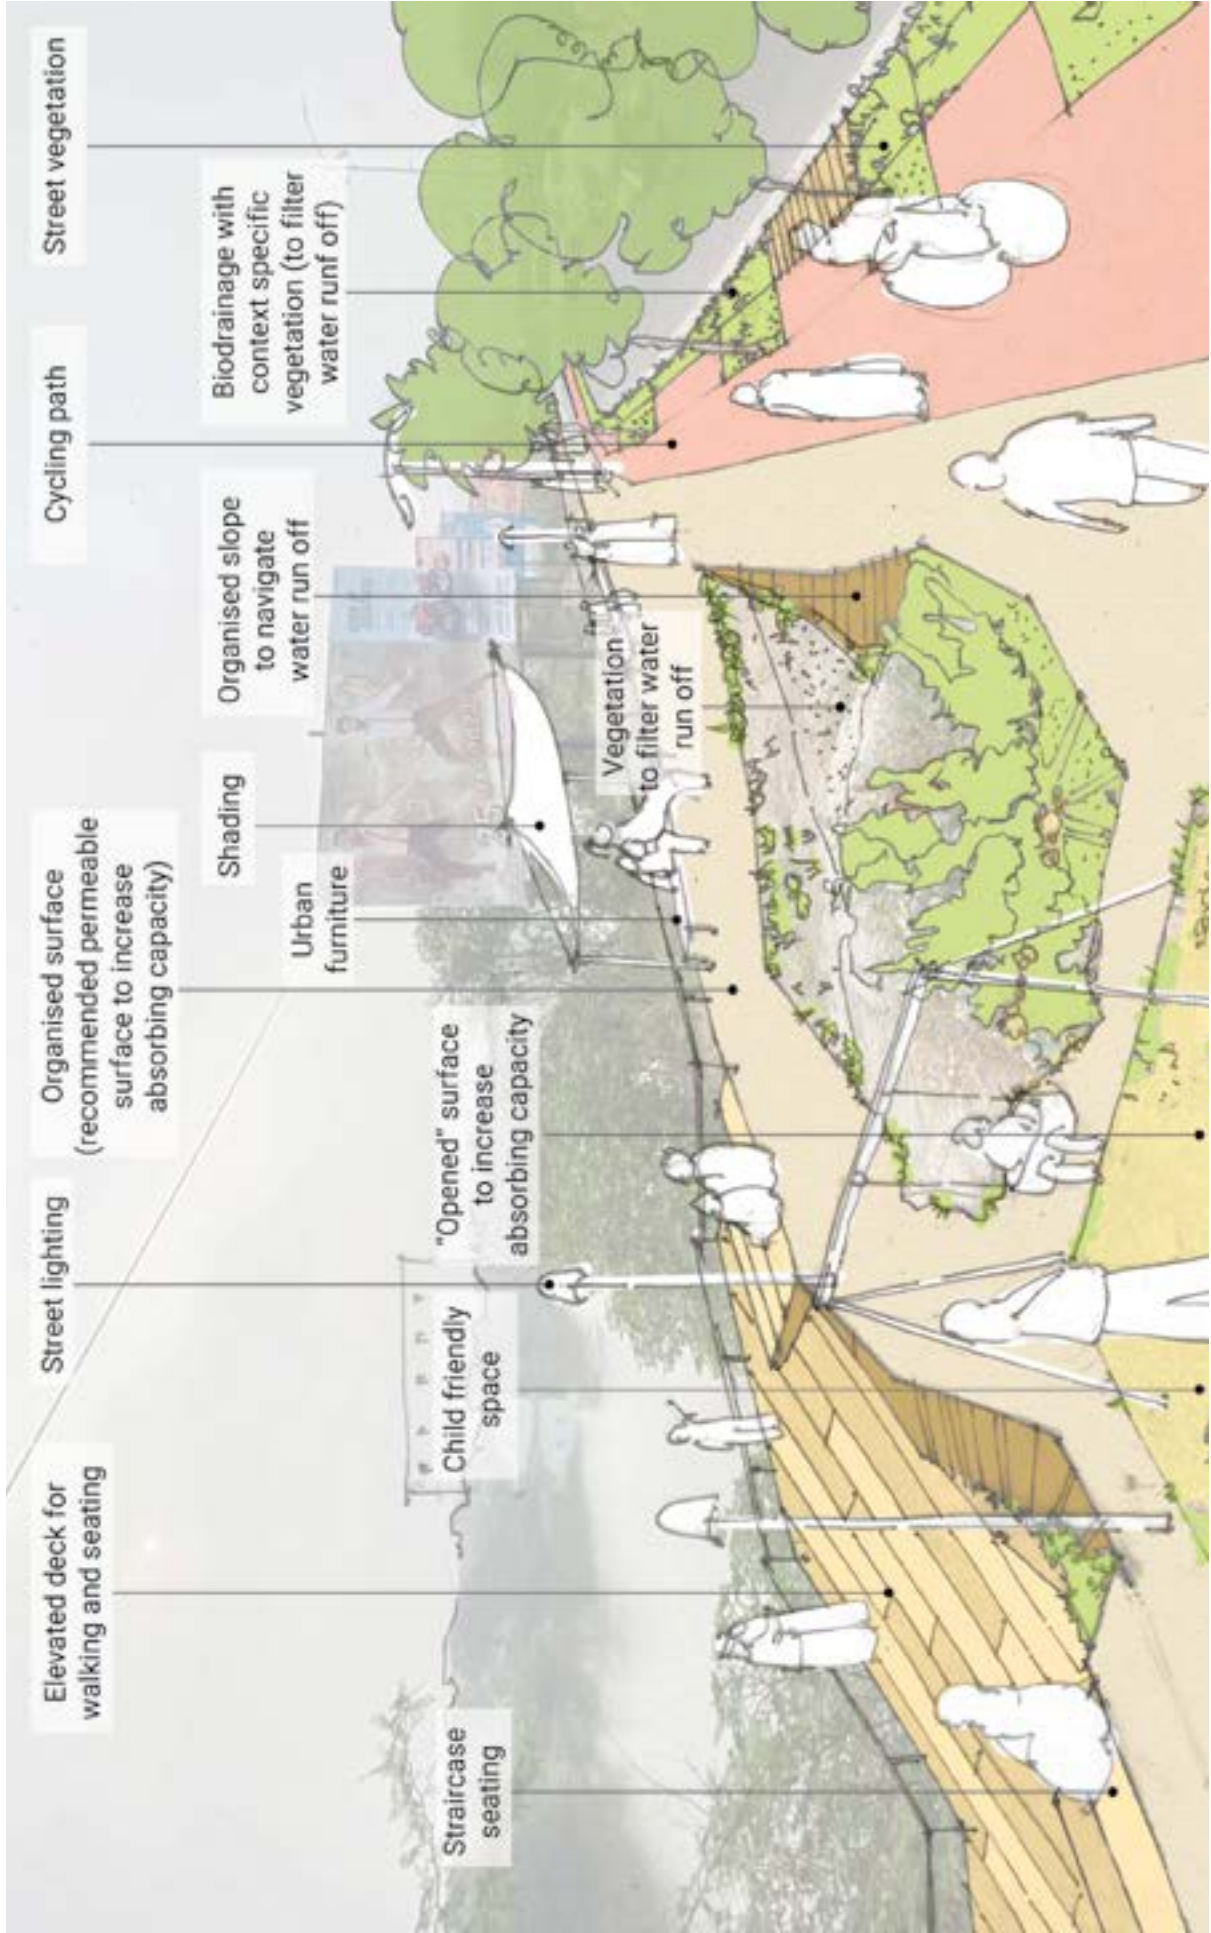 Elevated deck for
walking and seating
Street lighting
Organised surface
(recommended permeable
surface to increase
absorbing capacity)
Cycling path
Street vegetation
Straircase
seating
Child friendly
space
"Opened" surface
to increase
absorbing capacity
Urban
furniture
Shading
Organised slope
to navigate
water run off
Vegetation
to filter water
run off
Biodrainage with
context specific
vegetation (to filter
water runf off)